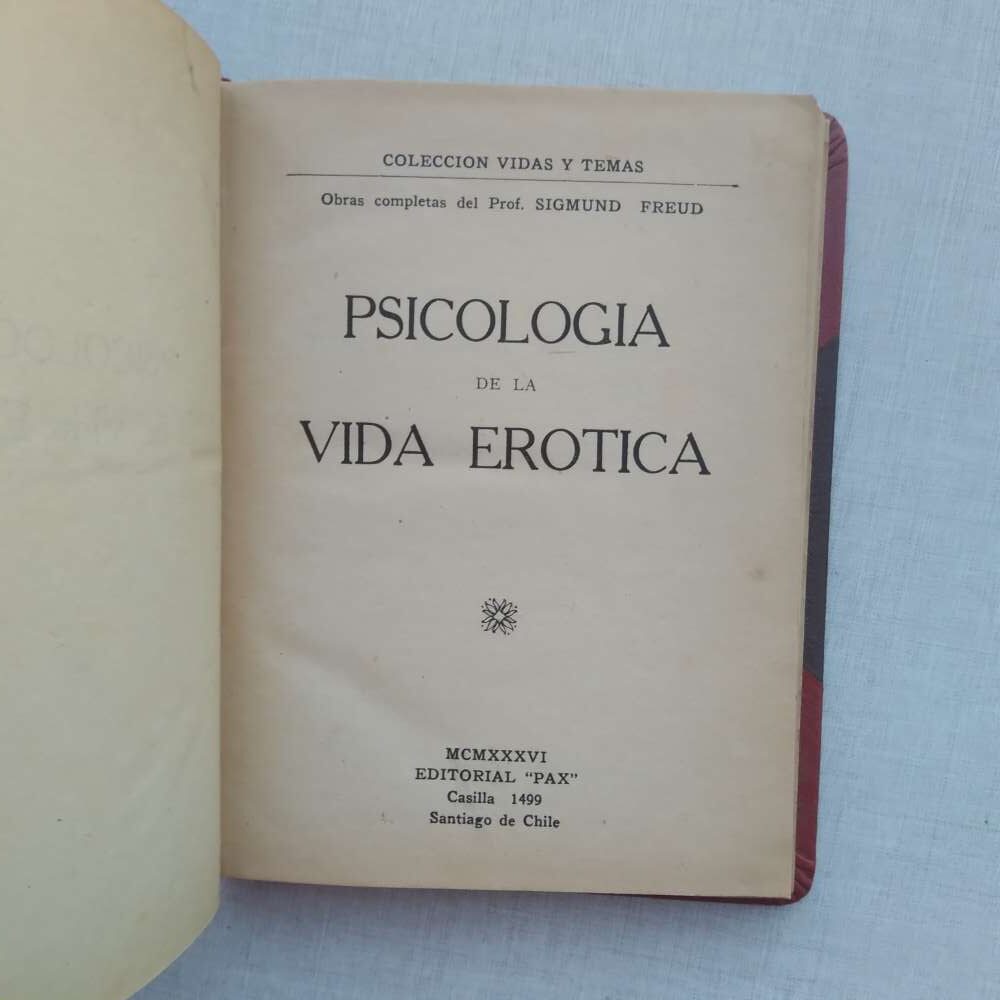 COLECCION VIDAS Y TEMAS
Obras completas del Prof. SIGMUND FREUD
PSICOLOGIA
DE LA
VIDA EROTICA
MCMXXXVI
EDITORIAL “PAX”
Casilla 1499
Santiago de Chile